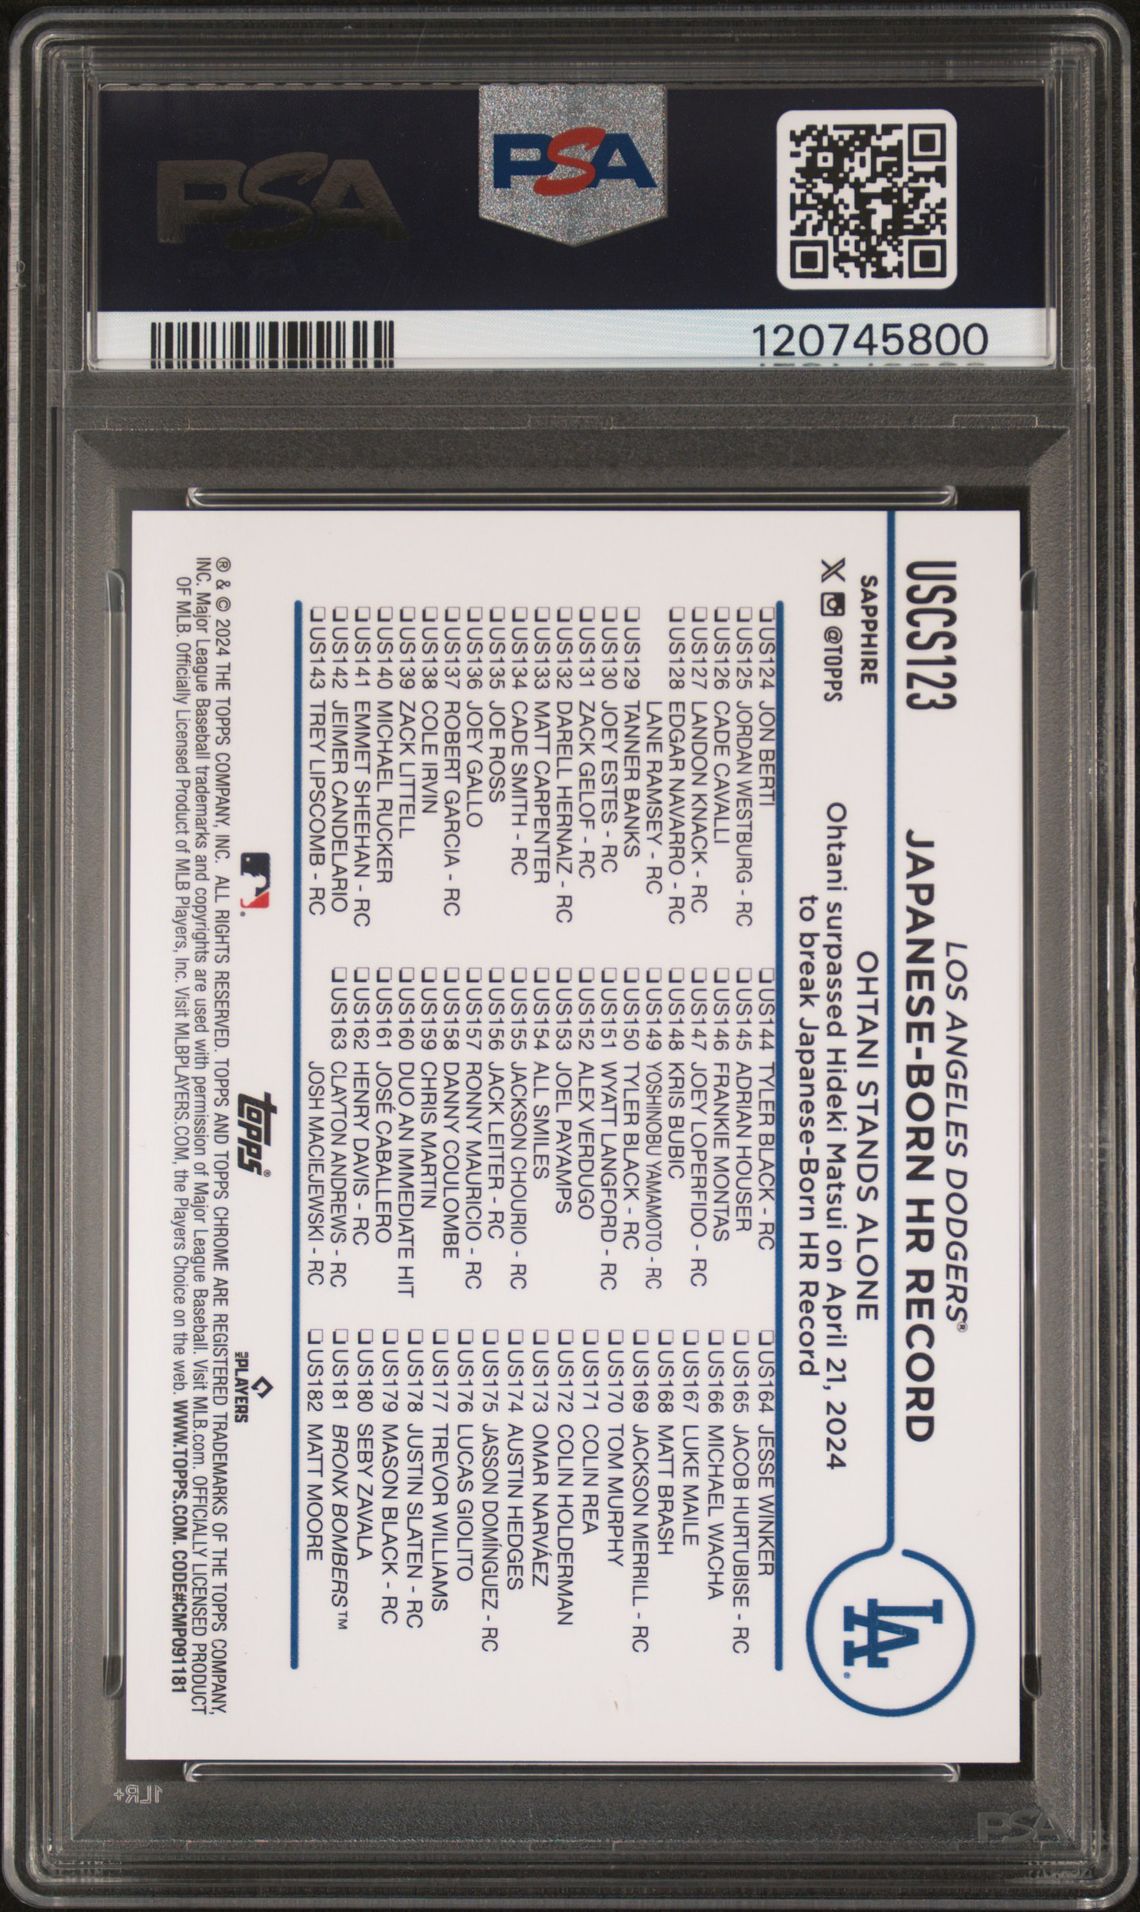 PSA
PSA
120745800
USCS123
LOS ANGELES DODGERS®
JAPANESE-BORN HR RECORD
SAPPHIRE
@TOPPS
OHTANI STANDS ALONE
Ohtani surpassed Hideki Matsui on April 21, 2024
to break Japanese-Born HR Record
LA
❑US124 JON BERTI
❑US125 JORDAN WESTBURG - RC
❑US126 CADE CAVALLI
❑US127 LANDON KNACK - RC
❑US128 EDGAR NAVARRO - RC
LANE RAMSEY - RC
❑US129 TANNER BANKS
❑US130 JOEY ESTES - RC
❑US131 ZACK GELOF - RC
❑US132 DARELL HERNAIZ - RC
❑US133 MATT CARPENTER
❑US134 CADE SMITH - RC
❑US135 JOE ROSS
❑US136 JOEY GALLO
❑US137 ROBERT GARCIA - RC
❑US138 COLE IRVIN
❑US139 ZACK LITTELL
❑US140 MICHAEL RUCKER
❑US141 EMMET SHEEHAN - RC
❑US142 JEIMER CANDELARIO
❑US143 TREY LIPSCOMB - RC
❑US144 TYLER BLACK - RC
❑US145 ADRIAN HOUSER
❑US146 FRANKIE MONTAS
❑US147 JOEY LOPERFIDO - RC
❑US148 KRIS BUBIC
❑US149 YOSHINOBU YAMAMOTO - RC
❑US150 TYLER BLACK - RC
❑US151 WYATT LANGFORD - RC
❑US152 ALEX VERDUGO
❑US153 JOEL PAYAMPS
❑US154 ALL SMILES
❑US155 JACKSON CHOURIO - RC
❑US156 JACK LEITER - RC
❑US157 RONNY MAURICIO - RC
❑US158 DANNY COULOMBE
❑US159 CHRIS MARTIN
❑US160 DUO AN IMMEDIATE HIT
❑US161 JOSÉ CABALLERO
❑US162 HENRY DAVIS - RC
❑US163 CLAYTON ANDREWS - RC
JOSH MACIEJEWSKI - RC
❑US164 JESSE WINKER
❑US165 JACOB HURTUBISE - RC
❑US166 MICHAEL WACHA
❑US167 LUKE MAILE
❑US168 MATT BRASH
❑US169 JACKSON MERRILL - RC
❑US170 TOM MURPHY
❑US171 COLIN REA
❑US172 COLIN HOLDERMAN
❑US173 OMAR NARVÁEZ
❑US174 AUSTIN HEDGES
❑US175 JASSON DOMÍNGUEZ - RC
❑US176 LUCAS GIOLITO
❑US177 TREVOR WILLIAMS
❑US178 JUSTIN SLATEN - RC
❑US179 MASON BLACK - RC
❑US180 SEBY ZAVALA
❑US181 BRONX BOMBERS™
❑US182 MATT MOORE
topps®
PLAYERS
® & © 2024 THE TOPPS COMPANY, INC. ALL RIGHTS RESERVED. TOPPS AND TOPPS CHROME ARE REGISTERED TRADEMARKS OF THE TOPPS COMPANY,
INC. Major League Baseball trademarks and copyrights are used with permission of Major League Baseball. Visit MLB.com. OFFICIALLY LICENSED PRODUCT
OF MLB. Officially Licensed Product of MLB Players, Inc. Visit MLBPLAYERS.COM, the Players Choice on the web. WWW.TOPPS.COM. CODE#CMP091181
PSA